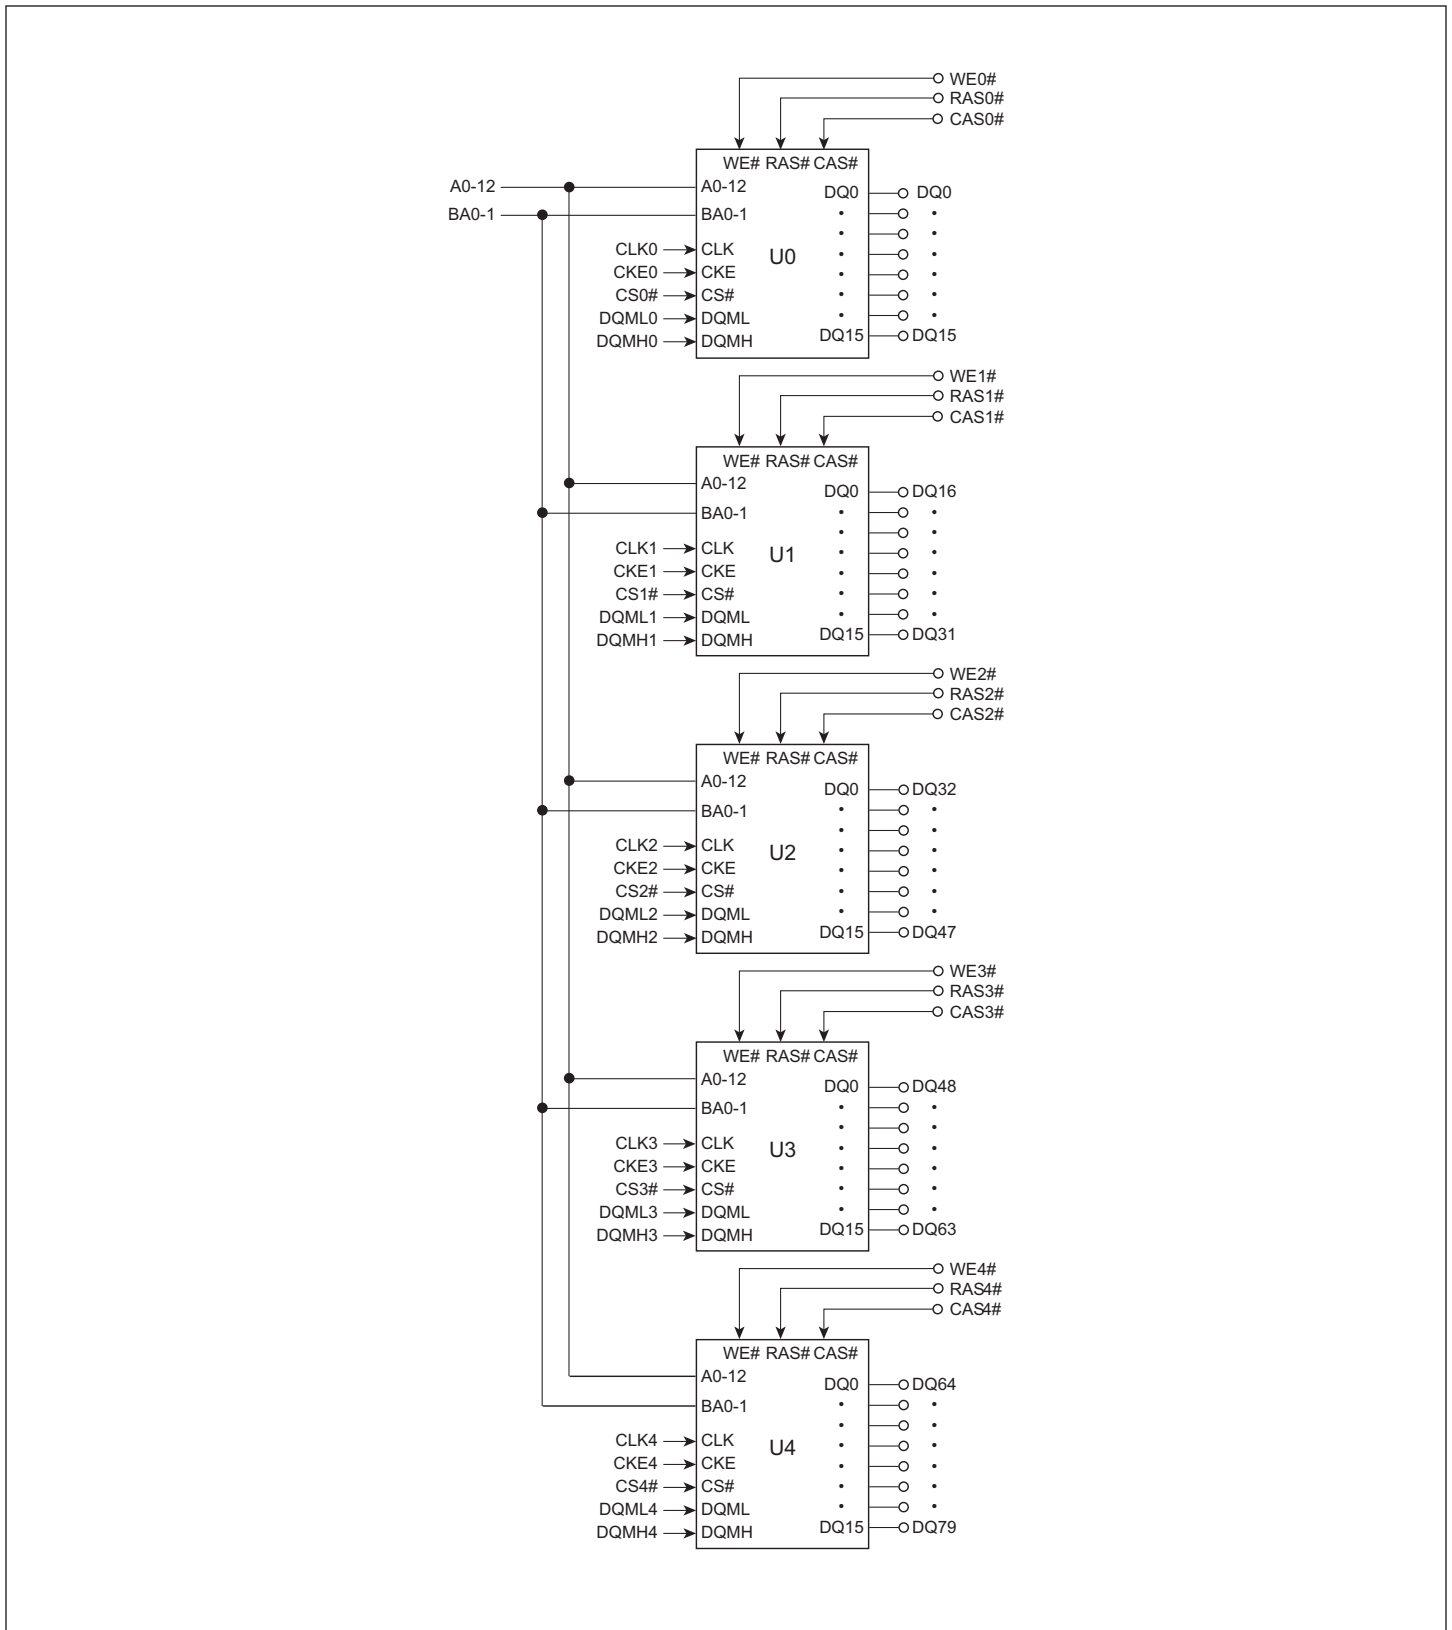 WE0#
RAS0#
CAS0#
WE# RAS# CAS#
A0-12 A0-12 DQ0 DQ0
BA0-1 BA0-1
CLK0 CLK
U0
CKE0 CKE
CS0# CS#
DQML0 DQML
DQMH0 DQMH DQ15 DQ15
WE1#
RAS1#
CAS1#
WE# RAS# CAS#
A0-12 DQ0 DQ16
BA0-1
CLK1 CLK
U1
CKE1 CKE
CS1# CS#
DQML1 DQML
DQMH1 DQMH DQ15 DQ31
WE2#
RAS2#
CAS2#
WE# RAS# CAS#
A0-12 DQ0 DQ32
BA0-1
CLK2 CLK
U2
CKE2 CKE
CS2# CS#
DQML2 DQML
DQMH2 DQMH DQ15 DQ47
WE3#
RAS3#
CAS3#
WE# RAS# CAS#
A0-12 DQ0 DQ48
BA0-1
CLK3 CLK
U3
CKE3 CKE
CS3# CS#
DQML3 DQML
DQMH3 DQMH DQ15 DQ63
WE4#
RAS4#
CAS4#
WE# RAS# CAS#
A0-12 DQ0 DQ64
BA0-1
CLK4 CLK
U4
CKE4 CKE
CS4# CS#
DQML4 DQML
DQMH4 DQMH DQ15 DQ79